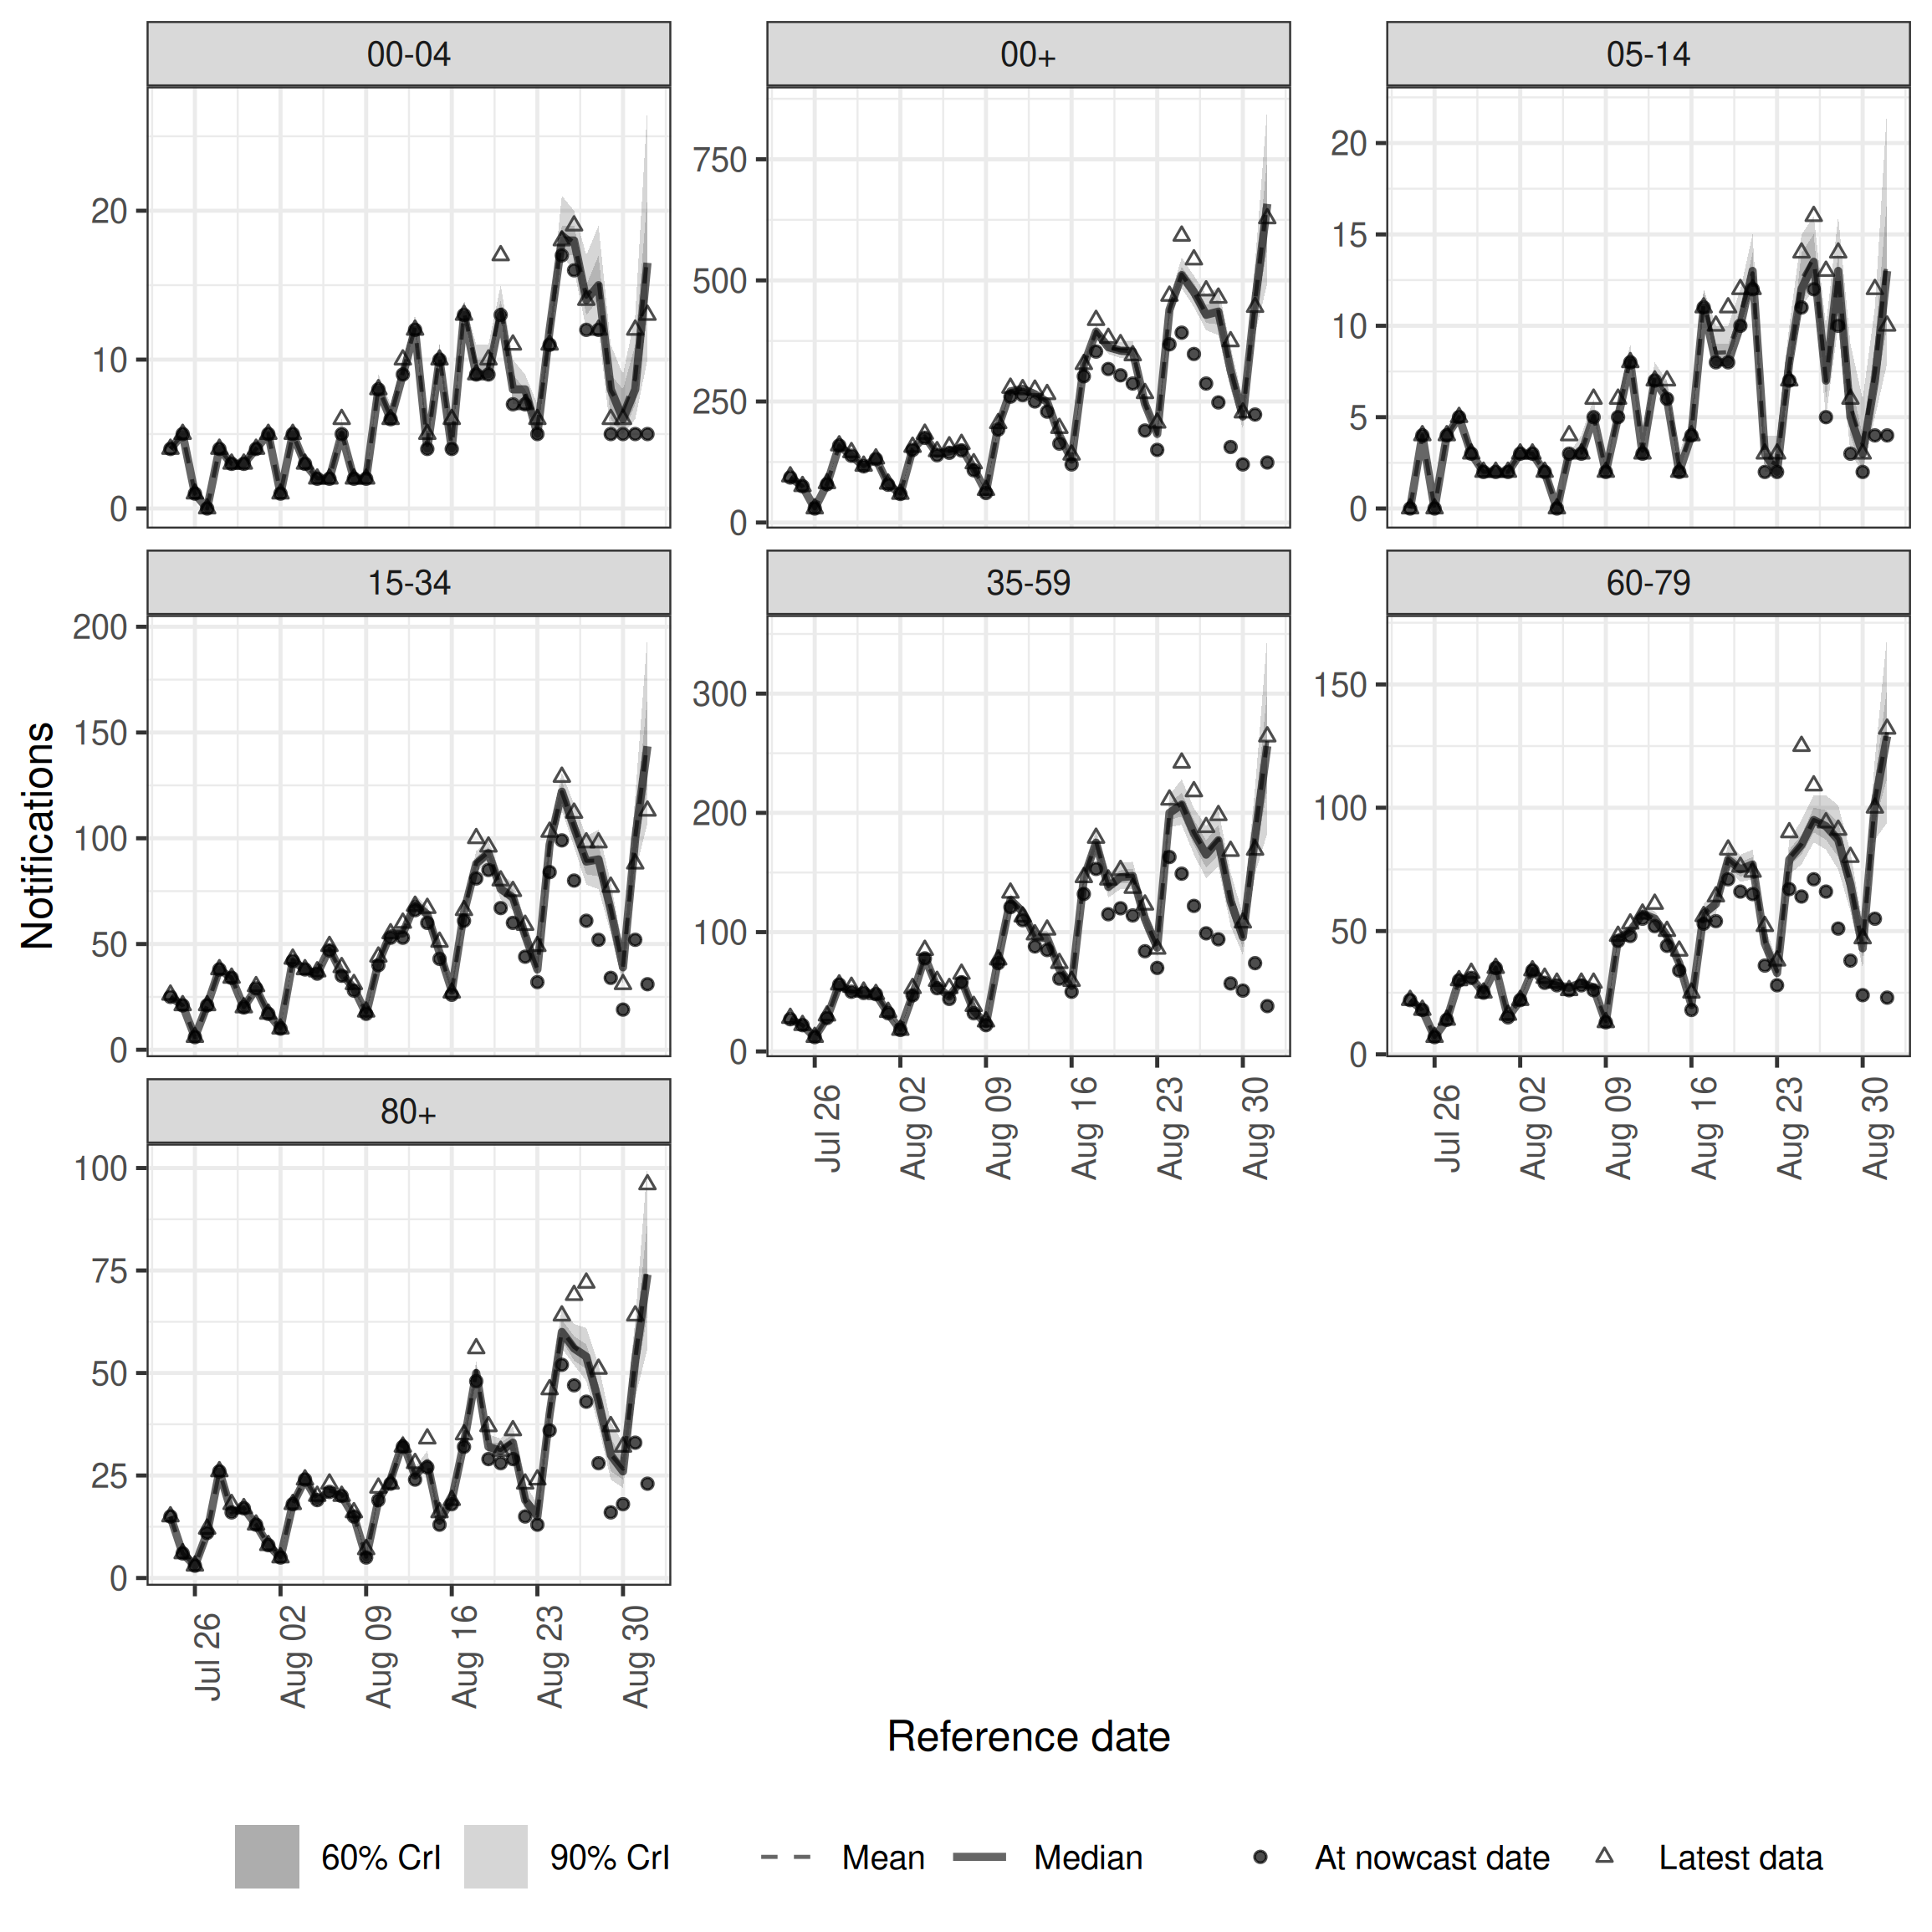 00-04
00+
05-14
20
10
0
750
500
250
0
20
15
10
5
0
15-34
35-59
60-79
200
150
100
50
0
300
200
100
0
150
100
50
0
Notifications
80+
Jul 26
Aug 02
Aug 09
Aug 16
Aug 23
Aug 30
Jul 26
Aug 02
Aug 09
Aug 16
Aug 23
Aug 30
100
75
50
25
0
Jul 26
Aug 02
Aug 09
Aug 16
Aug 23
Aug 30
Reference date
60% CrI 90% CrI Mean Median At nowcast date Latest data